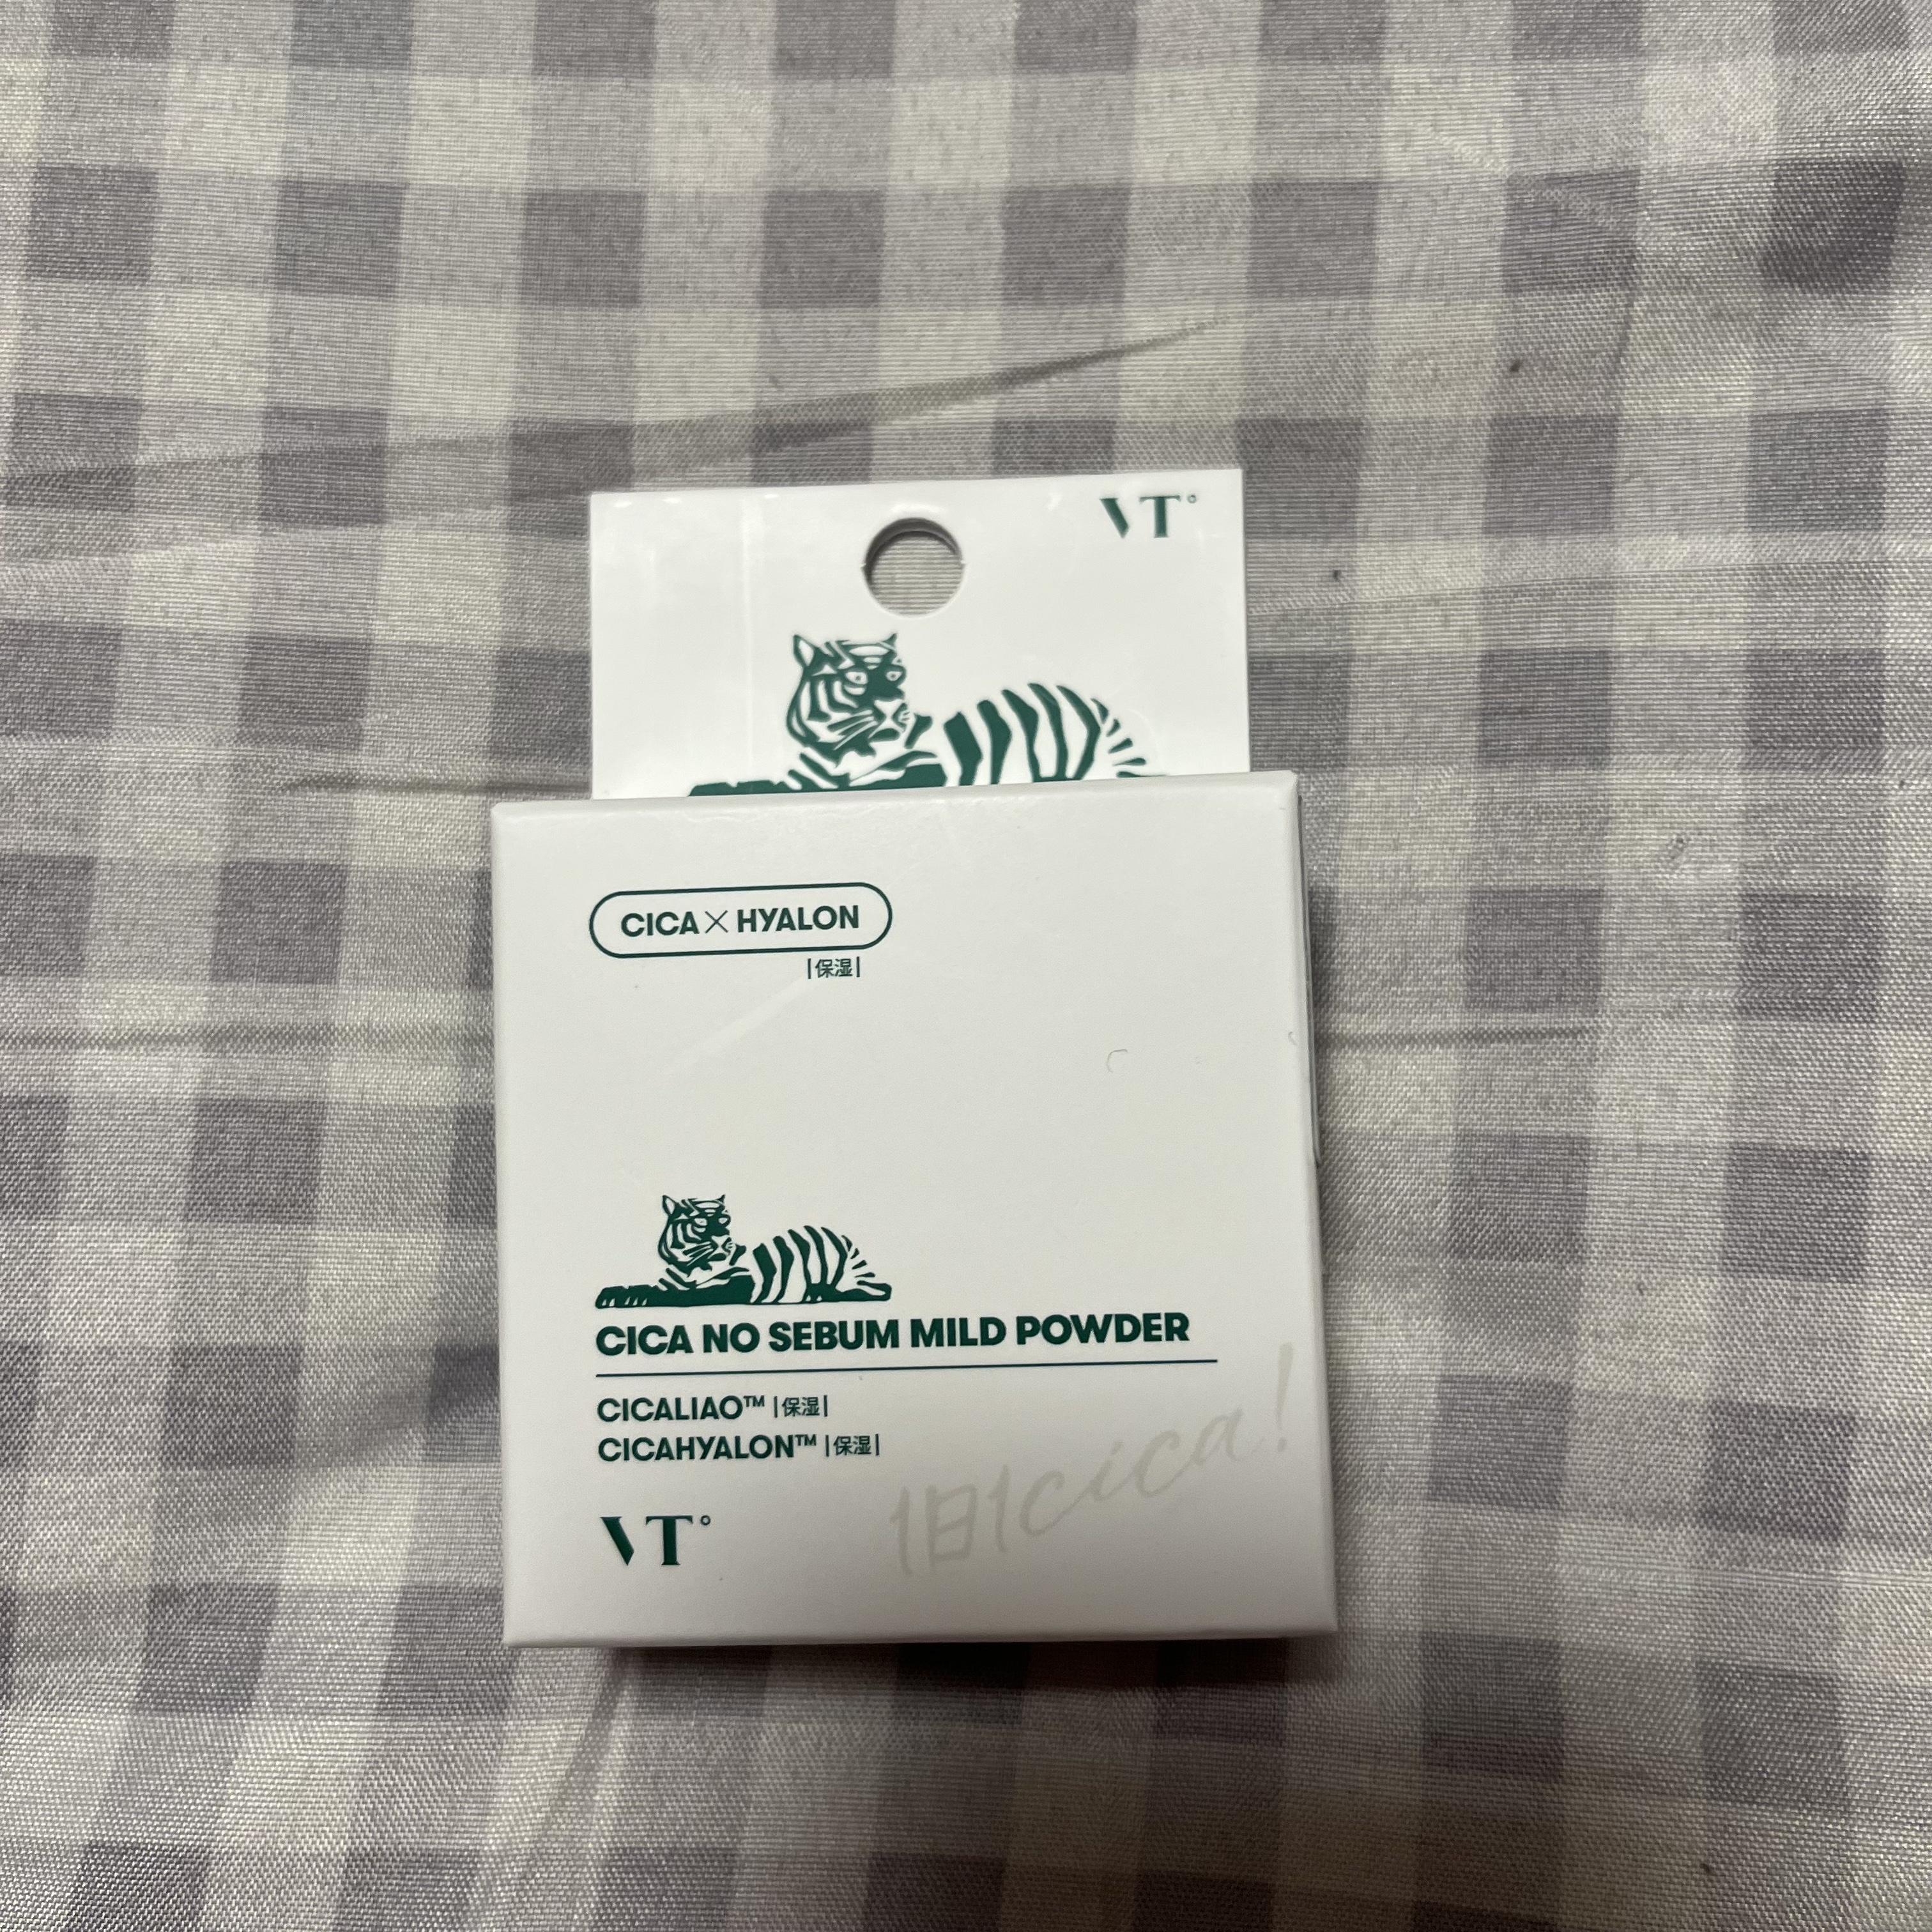 VT°
CICA×HYALON
|保湿|
CICA NO SEBUM MILD POWDER
CICALIAO™ |保湿|
CICAHYALON™ |保湿|
1日1cica!
VT°